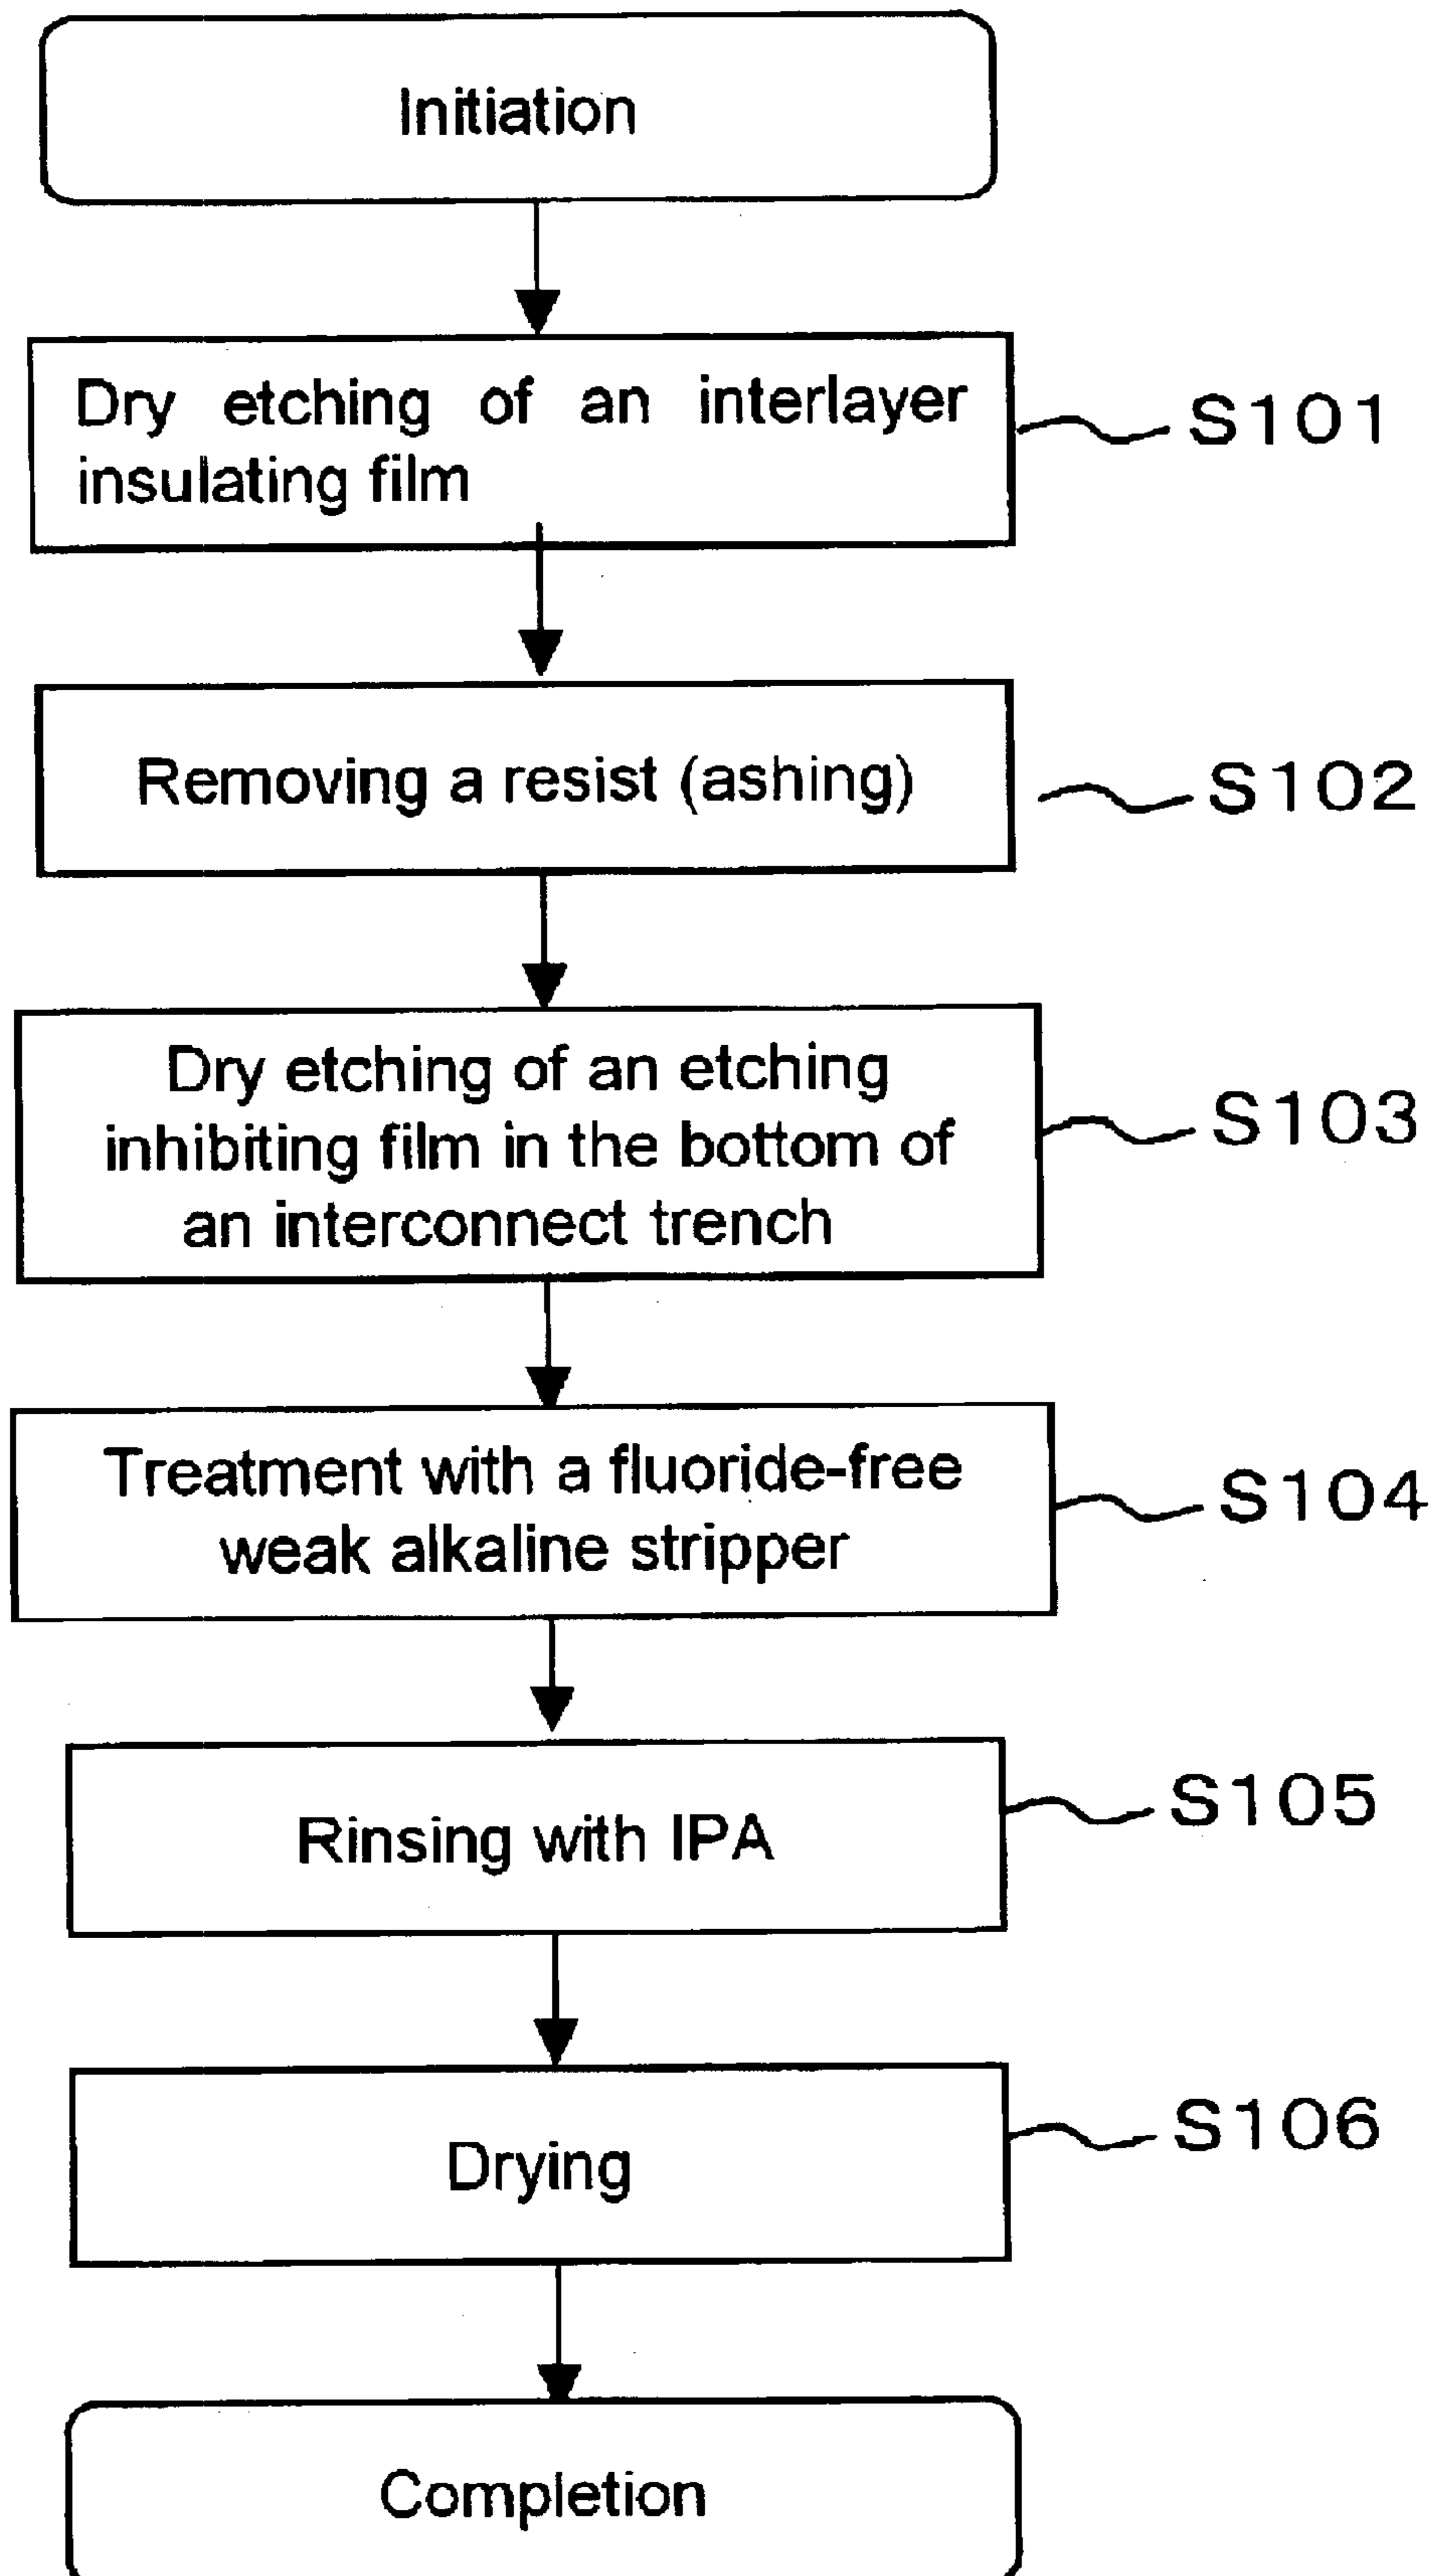 Initiation
Dry etching of an interlayer
insulating film
S101
Removing a resist (ashing)
S102
Dry etching of an etching
inhibiting film in the bottom of
an interconnect trench
S103
Treatment with a fluoride-free
weak alkaline stripper
S104
Rinsing with IPA
S105
Drying
S106
Completion